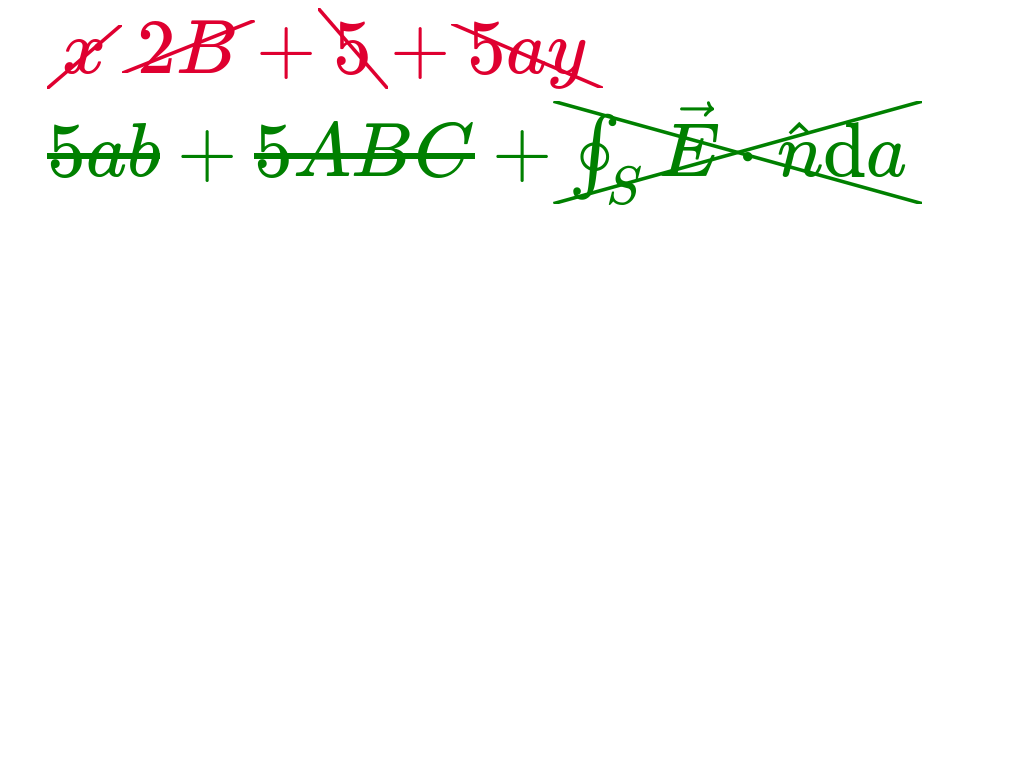 x 2B + 5 + 5ay
5ab + 5ABC + ∮_S E⃗ · n̂da